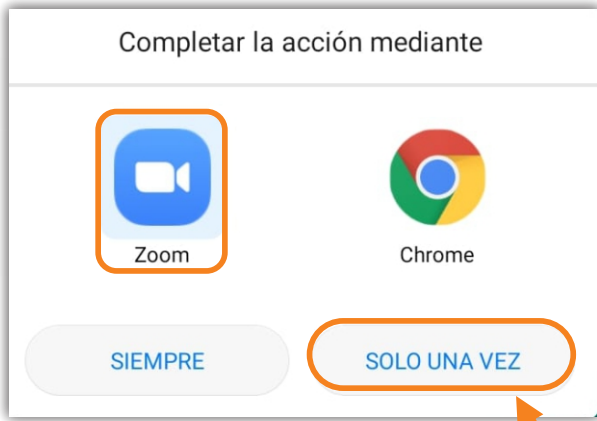 Completar la acción mediante
Zoom
Chrome
SIEMPRE
SOLO UNA VEZ